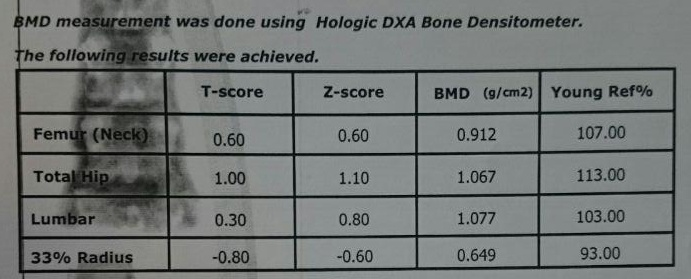 BMD measurement was done using Hologic DXA Bone Densitometer.
The following results were achieved.
T-score Z-score BMD (g/cm2) Young Ref%
Femur (Neck) 0.60 0.60 0.912 107.00
Total Hip 1.00 1.10 1.067 113.00
Lumbar 0.30 0.80 1.077 103.00
33% Radius -0.80 -0.60 0.649 93.00